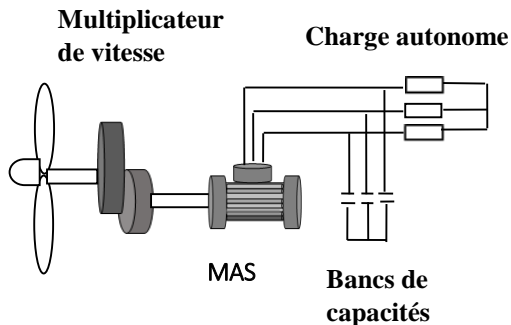 Multiplicateur
de vitesse
Charge autonome
MAS
Bancs de
capacités